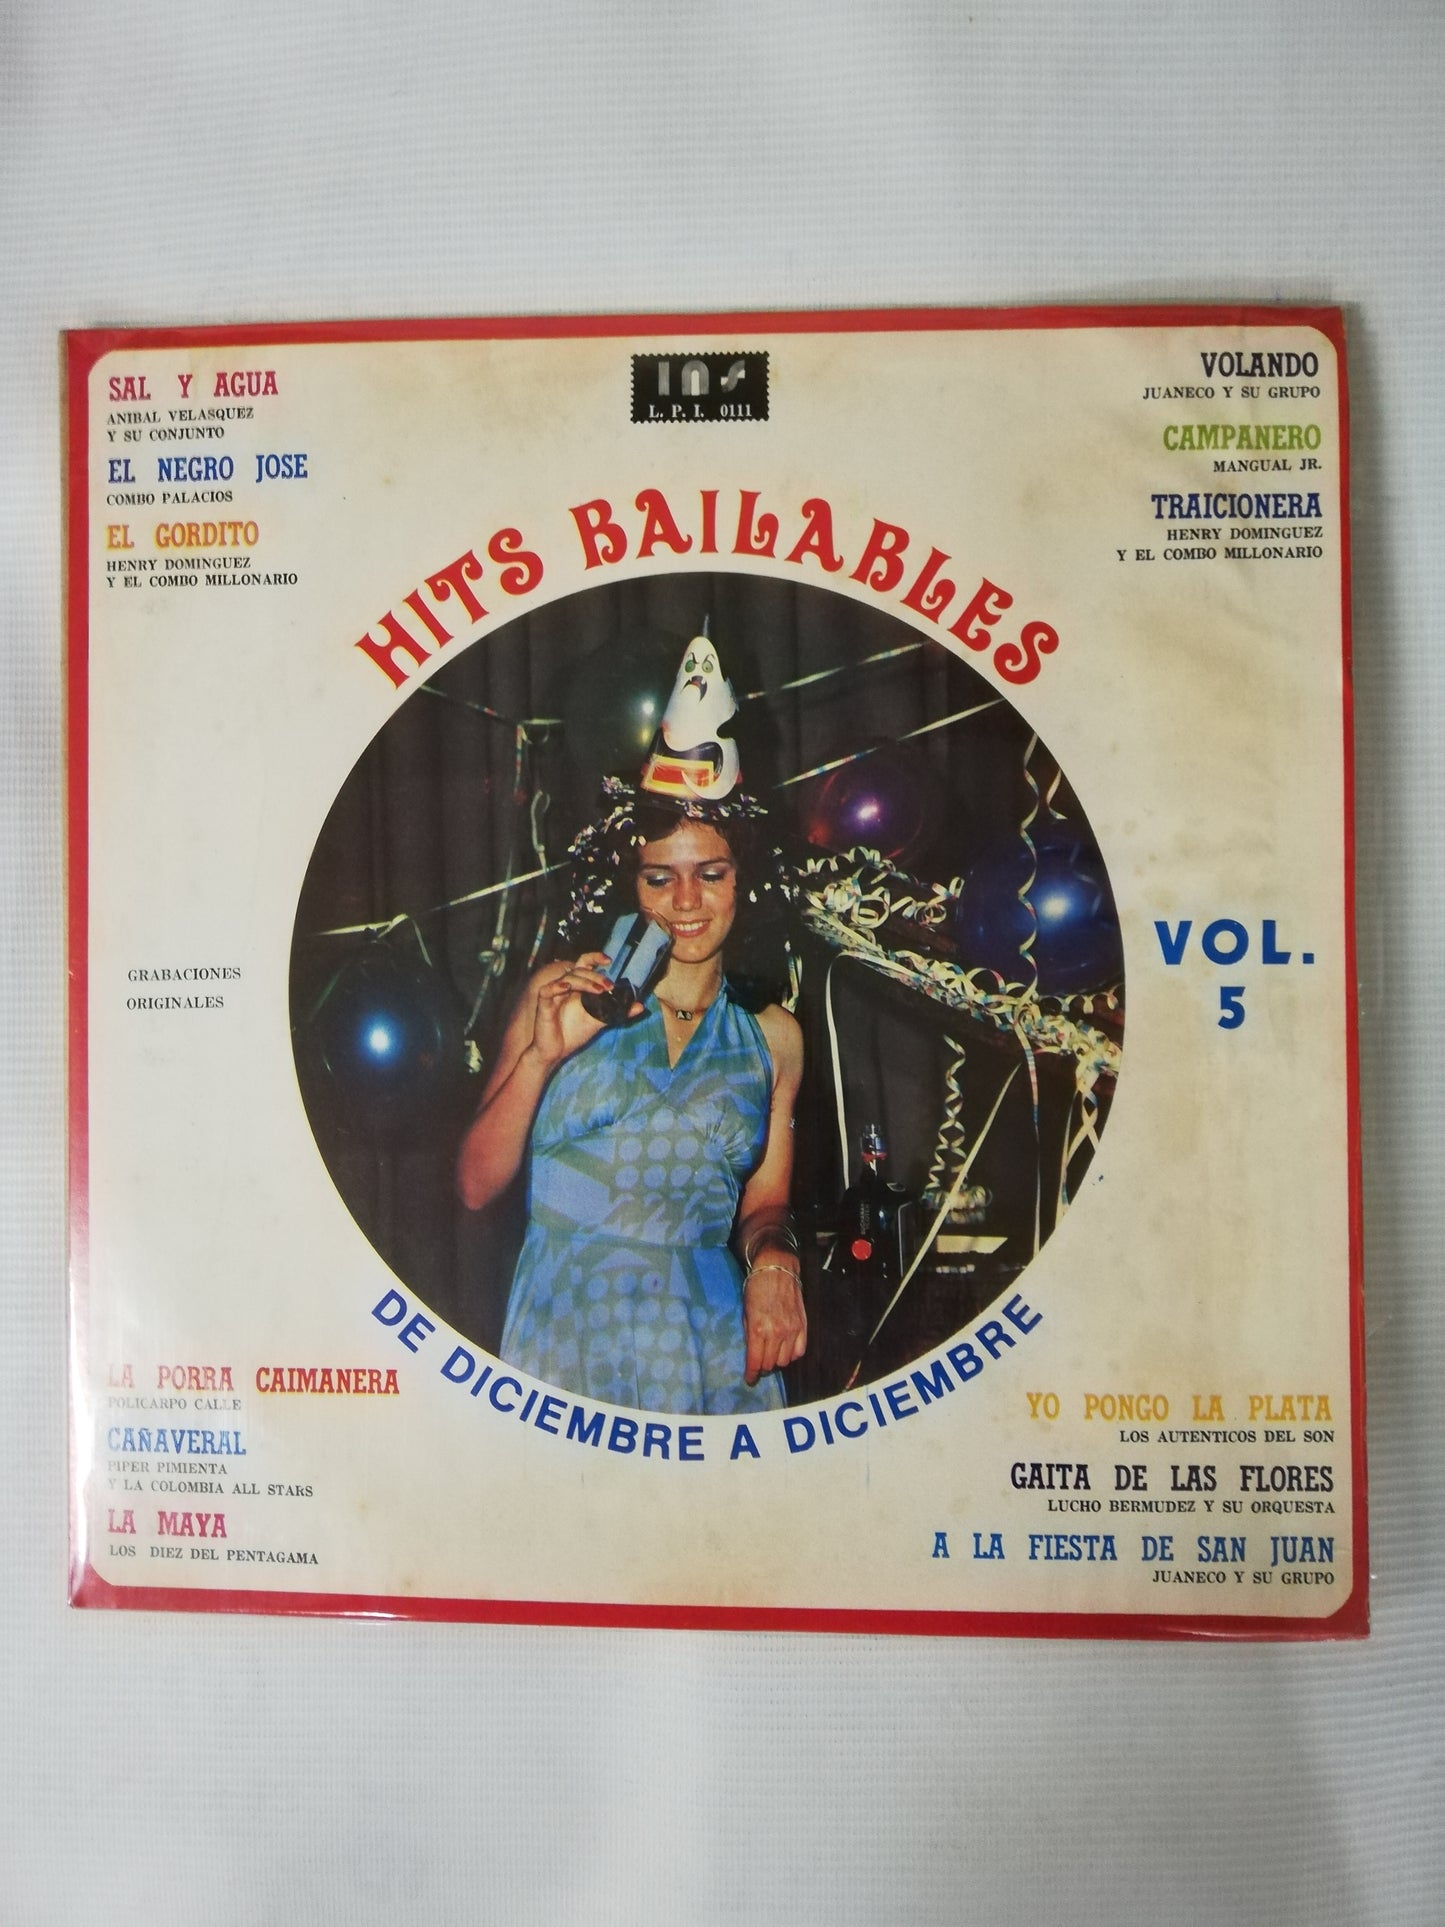 SAL Y AGUA
ANIBAL VELASQUEZ
Y SU CONJUNTO
EL NEGRO JOSE
COMBO PALACIOS
EL GORDITO
HENRY DOMINGUEZ
Y EL COMBO MILLONARIO
INS
L. P. I. 0111
VOLANDO
JUANECO Y SU GRUPO
CAMPANERO
MANGUAL JR.
TRAICIONERA
HENRY DOMINGUEZ
Y EL COMBO MILLONARIO
HITS BAILABLES
GRABACIONES
ORIGINALES
VOL.
5
DE DICIEMBRE A DICIEMBRE
LA PORRA CAIMANERA
POLICARPO CALLE
CAÑAVERAL
PIPER PIMIENTA
Y LA COLOMBIA ALL STARS
LA MAYA
LOS DIEZ DEL PENTAGAMA
YO PONGO LA PLATA
LOS AUTENTICOS DEL SON
GAITA DE LAS FLORES
LUCHO BERMUDEZ Y SU ORQUESTA
A LA FIESTA DE SAN JUAN
JUANECO Y SU GRUPO